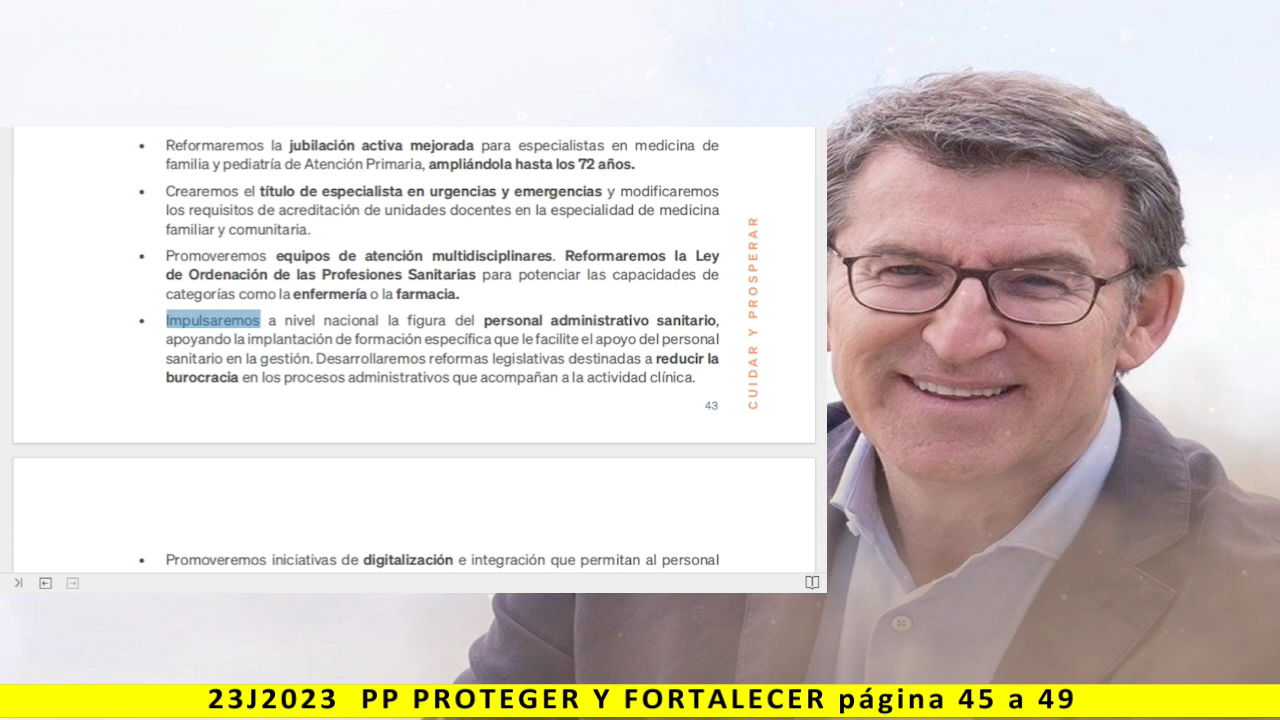 • Reformaremos la jubilación activa mejorada para especialistas en medicina de
familia y pediatría de Atención Primaria, ampliándola hasta los 72 años.
• Crearemos el título de especialista en urgencias y emergencias y modificaremos
los requisitos de acreditación de unidades docentes en la especialidad de medicina
familiar y comunitaria.
• Promoveremos equipos de atención multidisciplinares. Reformaremos la Ley
de Ordenación de las Profesiones Sanitarias para potenciar las capacidades de
categorías como la enfermería o la farmacia.
• Impulsaremos a nivel nacional la figura del personal administrativo sanitario,
apoyando la implantación de formación específica que le facilite el apoyo del personal
sanitario en la gestión. Desarrollaremos reformas legislativas destinadas a reducir la
burocracia en los procesos administrativos que acompañan a la actividad clínica.
43
CUIDAR Y PROSPERAR
• Promoveremos iniciativas de digitalización e integración que permitan al personal
23J2023 PP PROTEGER Y FORTALECER página 45 a 49